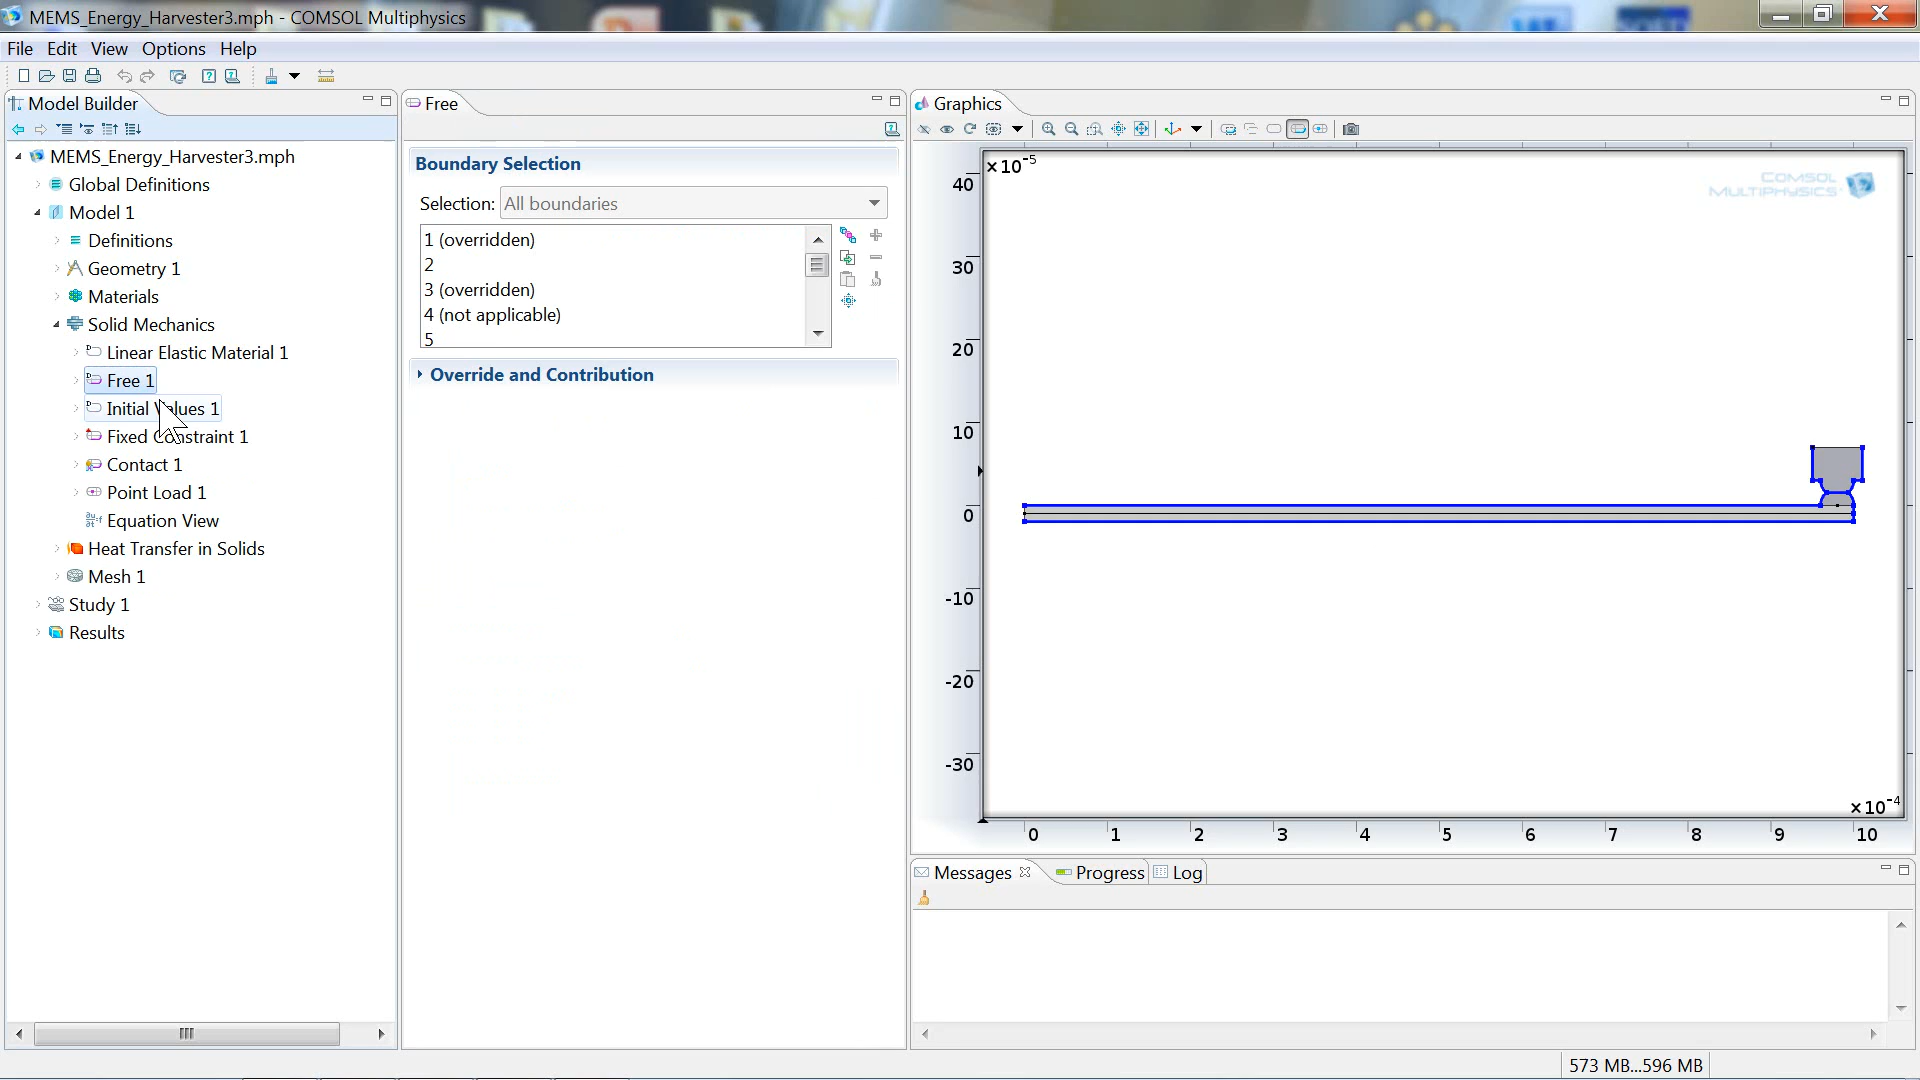 MEMS_Energy_Harvester3.mph - COMSOL Multiphysics
File Edit View Options Help
Model Builder
MEMS_Energy_Harvester3.mph
Global Definitions
Model 1
Definitions
Geometry 1
Materials
Solid Mechanics
Linear Elastic Material 1
Free 1
Initial Values 1
Fixed Constraint 1
Contact 1
Point Load 1
Equation View
Heat Transfer in Solids
Mesh 1
Study 1
Results
Free
Boundary Selection
Selection: All boundaries
1 (overridden)
2
3 (overridden)
4 (not applicable)
5
Override and Contribution
Graphics
×10⁻⁵
COMSOL
MULTIPHYSICS
40
30
20
10
0
-10
-20
-30
×10⁻⁴
0 1 2 3 4 5 6 7 8 9 10
Messages Progress Log
573 MB...596 MB